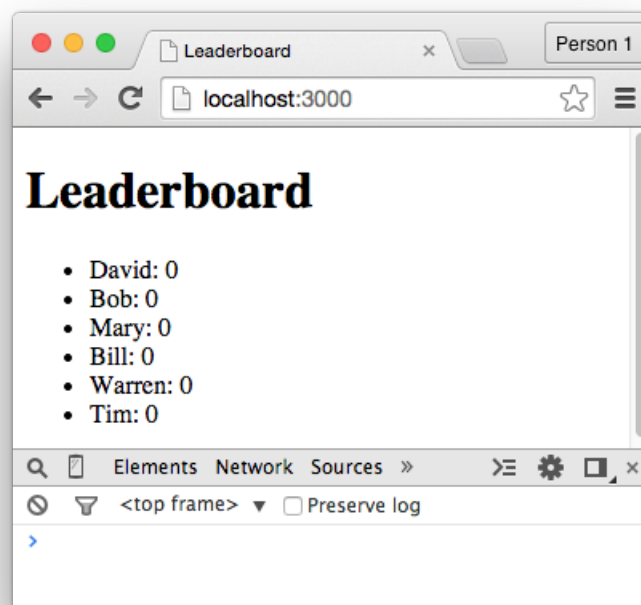 Leaderboard
Person 1
localhost:3000
Leaderboard
David: 0
Bob: 0
Mary: 0
Bill: 0
Warren: 0
Tim: 0
Elements Network Sources »
<top frame> ▼ Preserve log